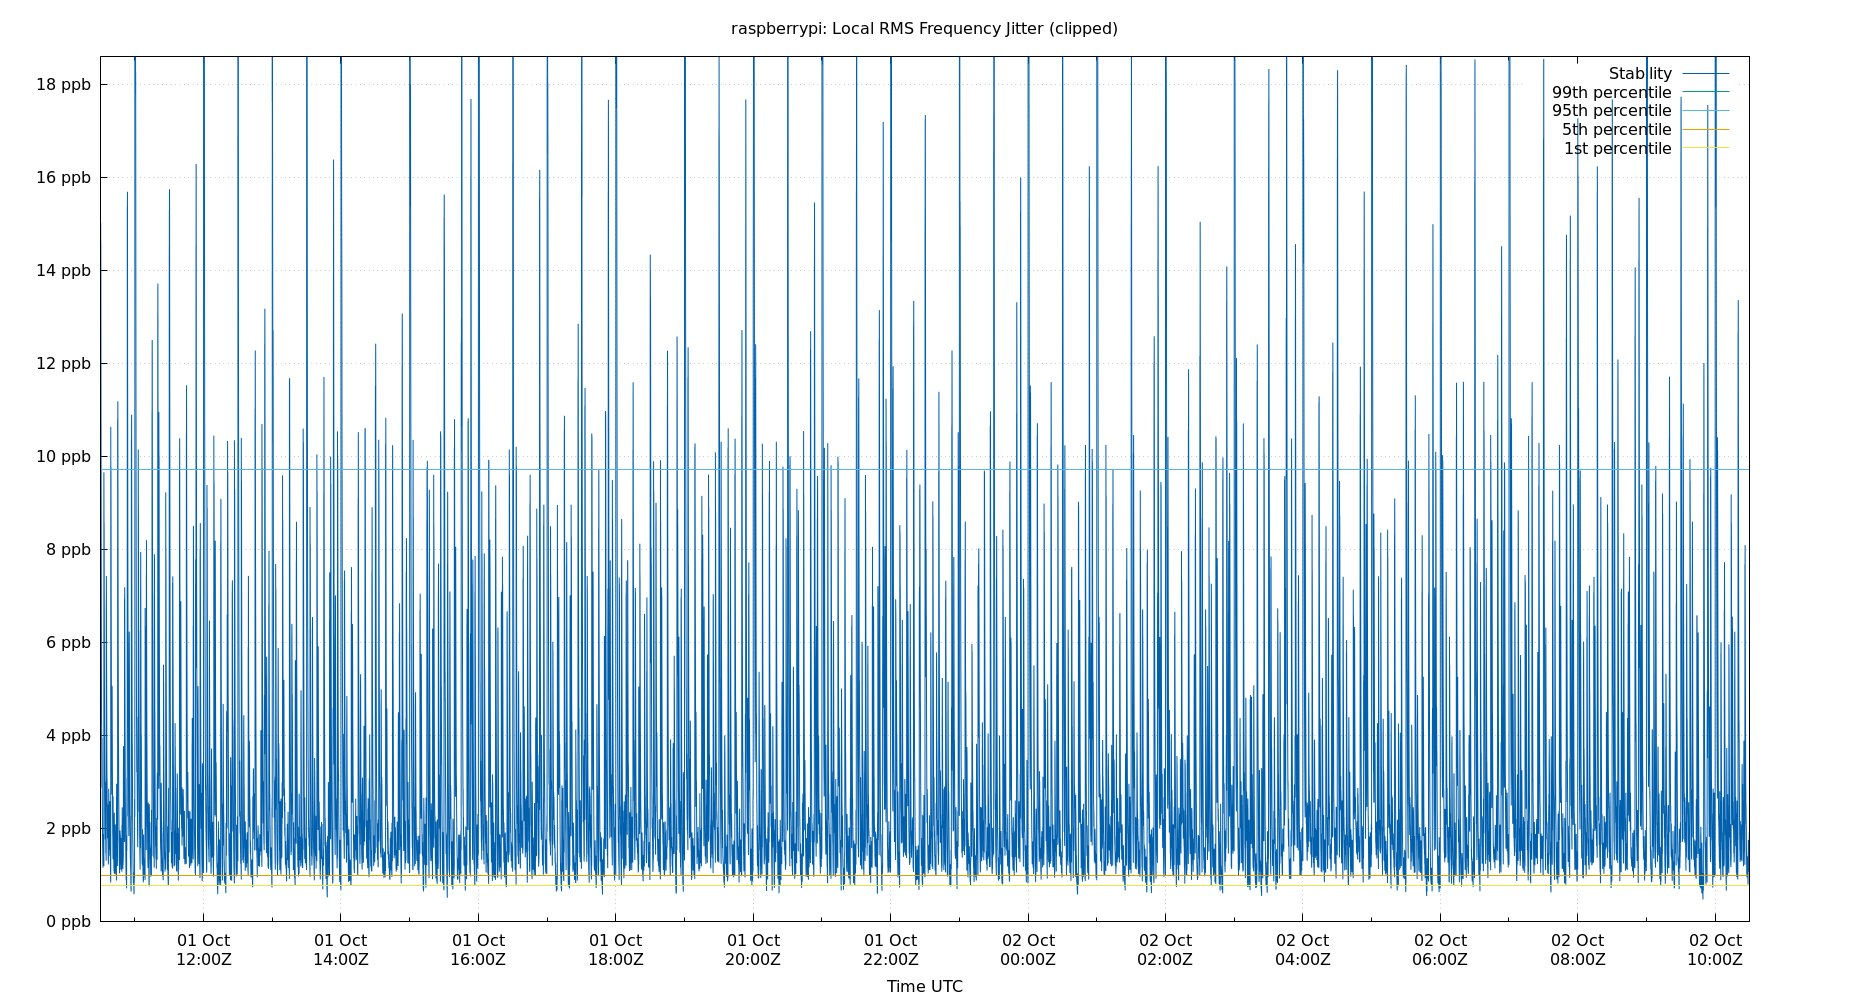 raspberrypi: Local RMS Frequency Jitter (clipped)
18 ppb
16 ppb
14 ppb
12 ppb
10 ppb
8 ppb
6 ppb
4 ppb
2 ppb
0 ppb
Stability
99th percentile
95th percentile
5th percentile
1st percentile
01 Oct
12:00Z
01 Oct
14:00Z
01 Oct
16:00Z
01 Oct
18:00Z
01 Oct
20:00Z
01 Oct
22:00Z
02 Oct
00:00Z
02 Oct
02:00Z
02 Oct
04:00Z
02 Oct
06:00Z
02 Oct
08:00Z
02 Oct
10:00Z
Time UTC